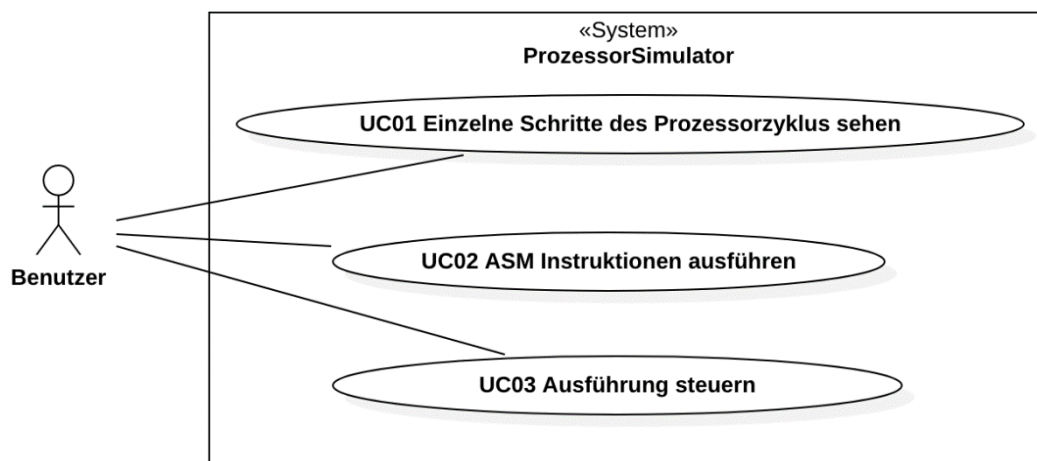 «System»
ProzessorSimulator
UC01 Einzelne Schritte des Prozessorzyklus sehen
UC02 ASM Instruktionen ausführen
Benutzer
UC03 Ausführung steuern